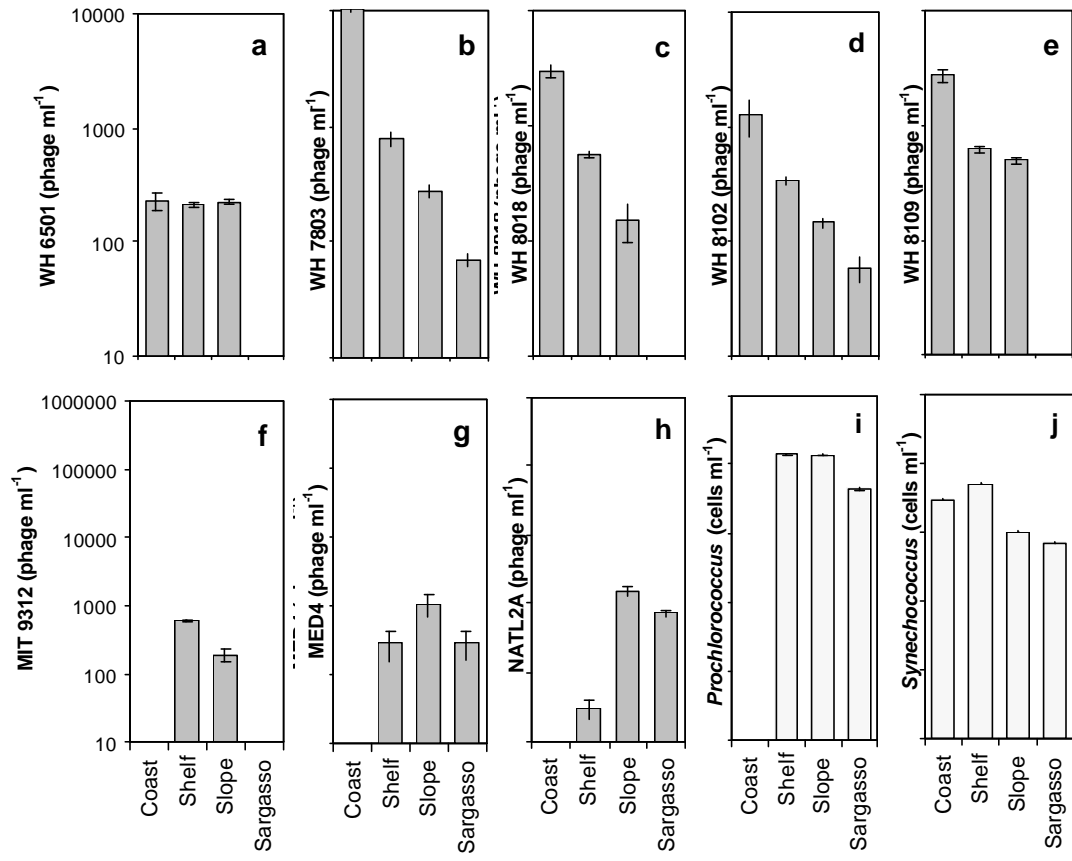 10000
1000
100
10
WH 6501 (phage ml-1)
a
WH 7803 (phage ml-1)
b
WH 8018 (phage ml-1)
c
WH 8102 (phage ml-1)
d
WH 8109 (phage ml-1)
e
1000000
100000
10000
1000
100
10
MIT 9312 (phage ml-1)
f
MED4 (phage ml-1)
g
NATL2A (phage ml-1)
h
Prochlorococcus (cells ml-1)
i
Synechococcus (cells ml-1)
j
Coast
Shelf
Slope
Sargasso
Coast
Shelf
Slope
Sargasso
Coast
Shelf
Slope
Sargasso
Coast
Shelf
Slope
Sargasso
Coast
Shelf
Slope
Sargasso